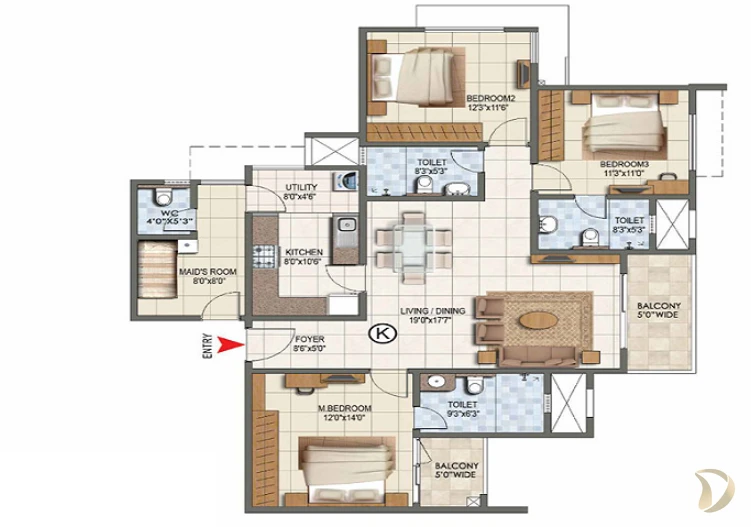 BEDROOM2
12'3"x11'6"
BEDROOM3
11'3"x11'0"
TOILET
8'3"x5'3"
UTILITY
8'0"x4'6"
WC
4'0"X5'3"
TOILET
8'3"x5'3"
KITCHEN
8'0"x10'6"
MAID'S ROOM
8'0"x8'0"
LIVING / DINING
19'0"x17'7"
BALCONY
5'0"WIDE
ENTRY
FOYER
8'6"x5'0"
K
M.BEDROOM
12'0"x14'0"
TOILET
9'3"x6'3"
BALCONY
5'0"WIDE